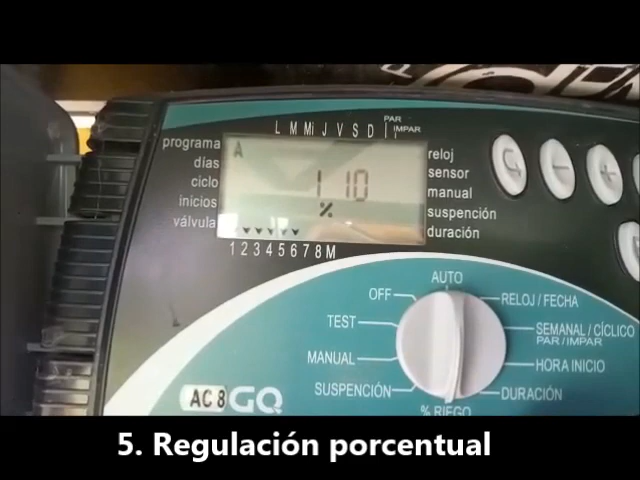 L M Mi J V S D PAR IMPAR
programa
días
ciclo
inicios
válvula
A
110
%
1 2 3 4 5 6 7 8 M
reloj
sensor
manual
suspención
duración
AUTO
OFF
RELOJ / FECHA
TEST
SEMANAL / CÍCLICO
PAR / IMPAR
MANUAL
HORA INICIO
SUSPENCIÓN
DURACIÓN
% RIEGO
AC 8 GQ
5. Regulación porcentual